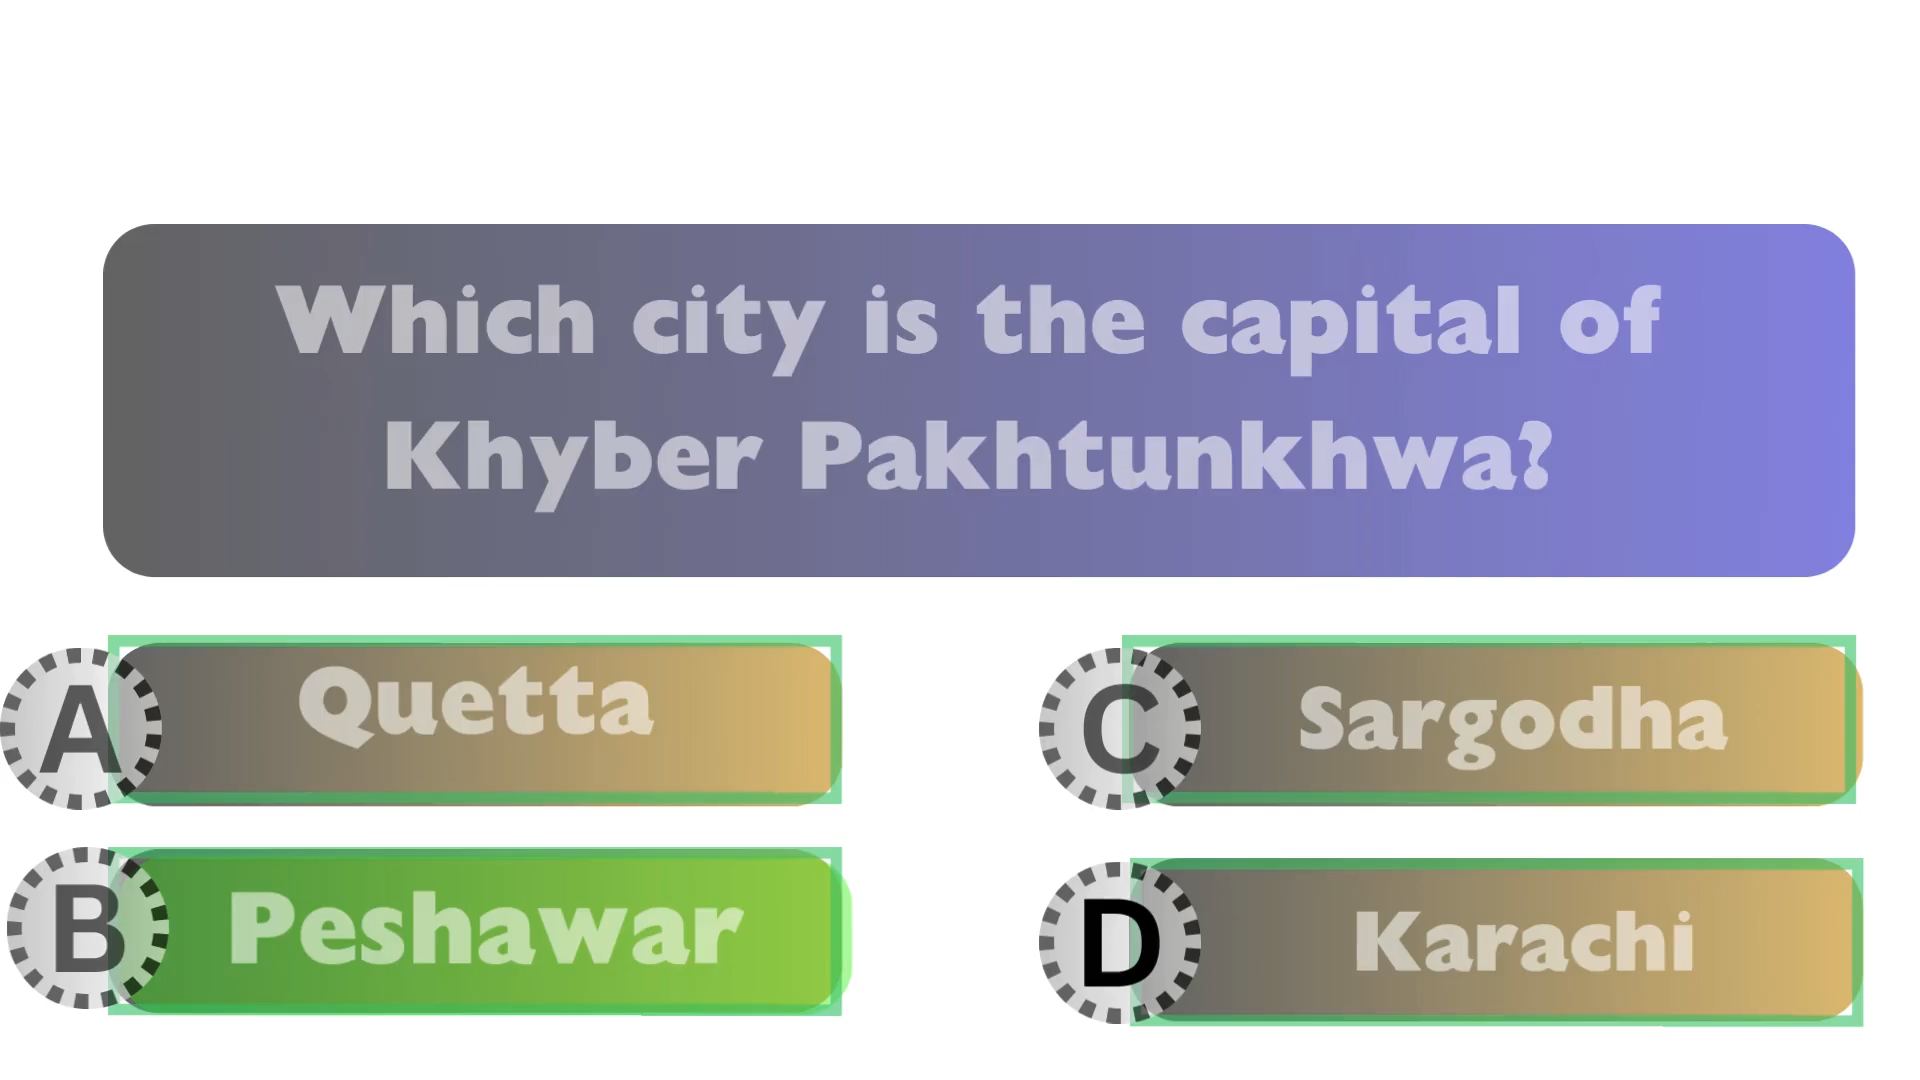 Which city is the capital of
Khyber Pakhtunkhwa?
A Quetta
B Peshawar
C Sargodha
D Karachi